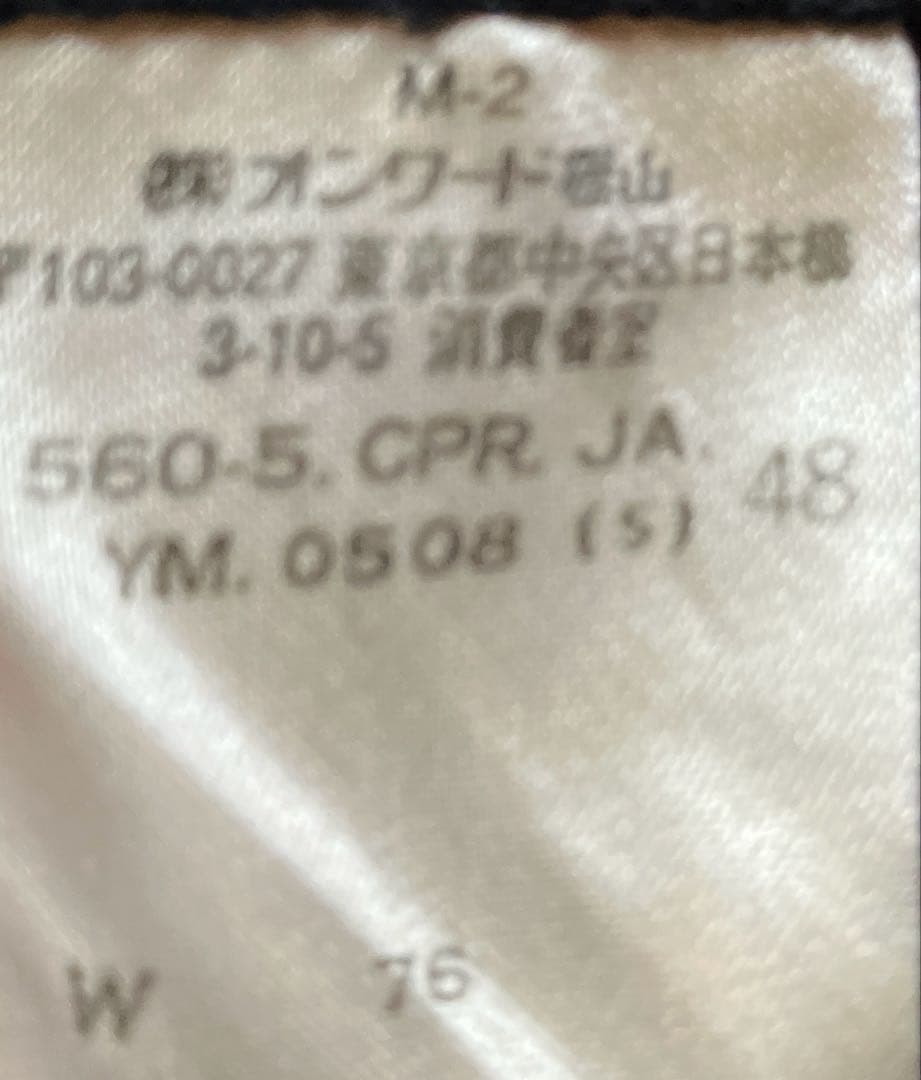 M-2
㈱オンワード樫山
〒103-0027 東京都中央区日本橋
3-10-5 消費者室
560-5. CPR. JA. 48
YM. 0508 (S)
W 76